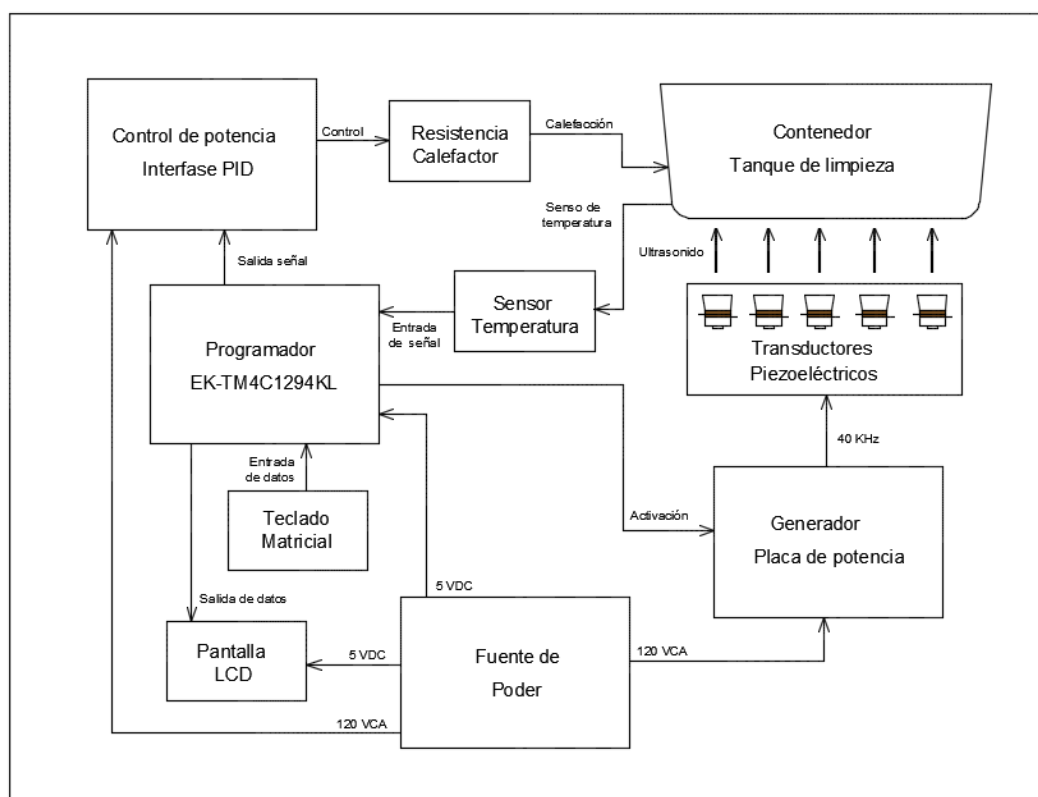 Control de potencia
Interfase PID
Control
Resistencia
Calefactor
Calefacción
Contenedor
Tanque de limpieza
Senso de
temperatura
Ultrasonido
Salida señal
Sensor
Temperatura
Entrada
de señal
Programador
EK-TM4C1294KL
Transductores
Piezoeléctricos
40 KHz
Entrada
de datos
Teclado
Matricial
Activación
Generador
Placa de potencia
5 VDC
Salida de datos
Pantalla
LCD
5 VDC
Fuente de
Poder
120 VCA
120 VCA